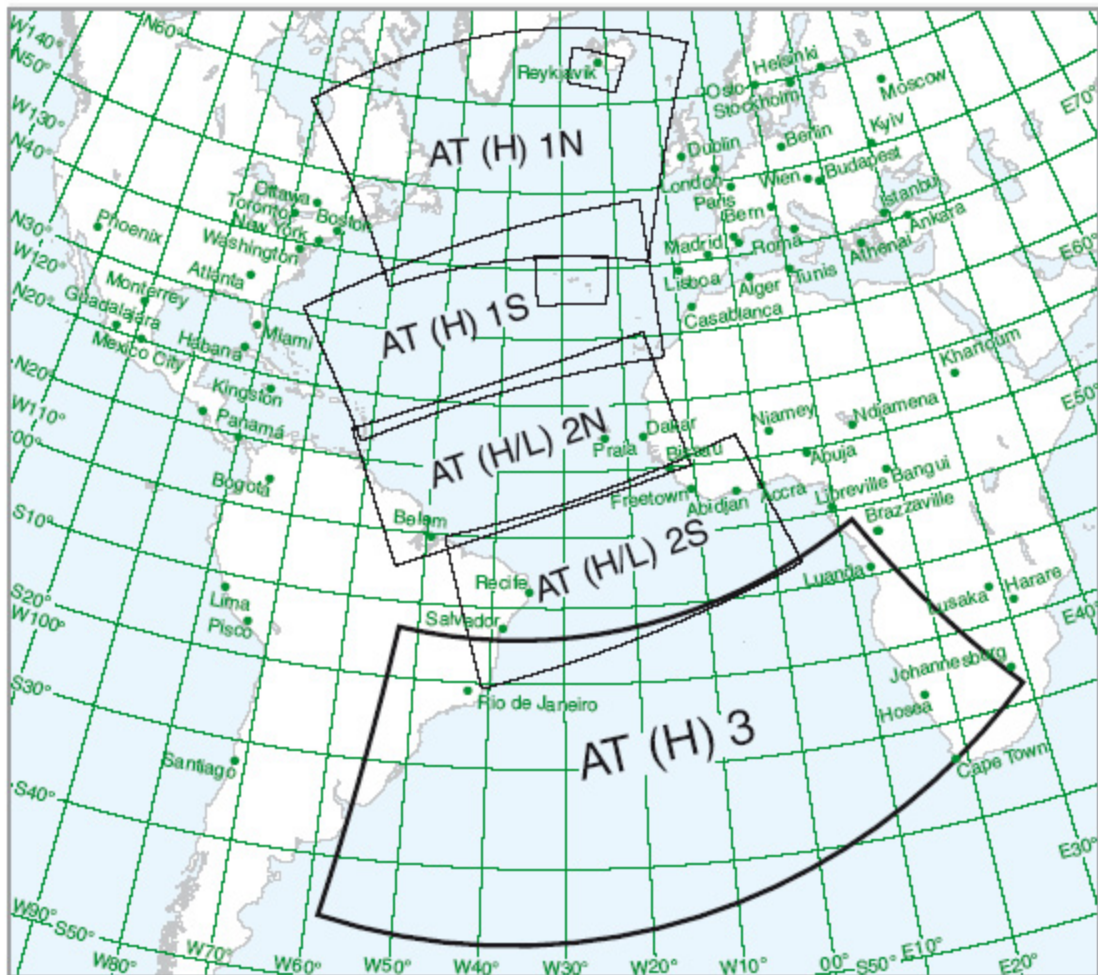 W140°
N60°
N50°
W130°
N40°
N30°
W120°
N20°
N20°
W110°
00°
S10°
S20°
W100°
S30°
S40°
W90°
S50°
W80°
W70°
W60°
W50°
W40°
W30°
W20°
W10°
00°
S50°
E10°
E20°
E30°
E40°
E50°
E60°
E70°
AT (H) 1N
AT (H) 1S
AT (H/L) 2N
AT (H/L) 2S
AT (H) 3
Reykjavik
Helsinki
Oslo
Stockholm
Moscow
Dublin
Berlin
Kyiv
London
Wien
Budapest
Paris
Bern
Istanbul
Ankara
Madrid
Roma
Athenai
Lisboa
Alger
Tunis
Casablanca
Ottawa
Toronto
Boston
New York
Washington
Phoenix
Atlanta
Monterrey
Guadalajara
Miami
Mexico City
Habana
Kingston
Panamá
Bogota
Khartoum
Niamey
Ndjamena
Dakar
Praia
Bissau
Abuja
Freetown
Abidjan
Accra
Libreville
Bangui
Brazzaville
Belem
Recife
Salvador
Luanda
Lusaka
Harare
Lima
Pisco
Rio de Janeiro
Johannesberg
Hosea
Santiago
Cape Town